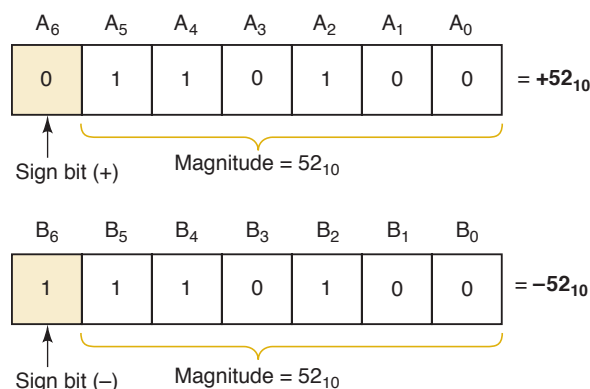 A₆ A₅ A₄ A₃ A₂ A₁ A₀
0 1 1 0 1 0 0 = +52₁₀
Sign bit (+) Magnitude = 52₁₀
B₆ B₅ B₄ B₃ B₂ B₁ B₀
1 1 1 0 1 0 0 = –52₁₀
Sign bit (–) Magnitude = 52₁₀